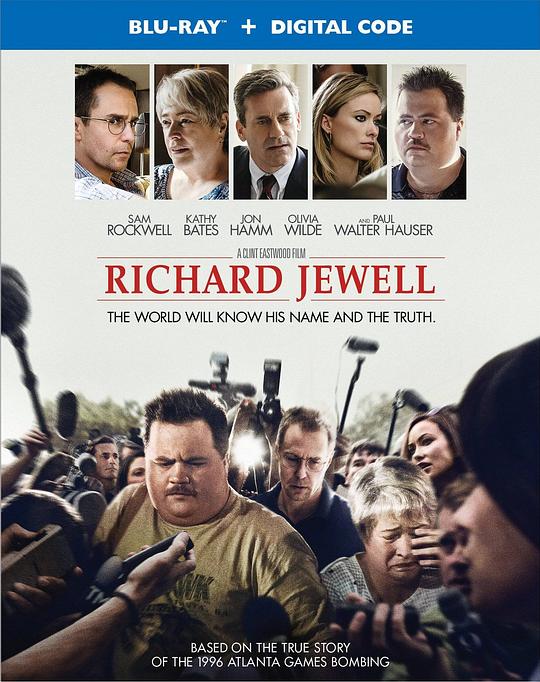 BLU-RAY™ + DIGITAL CODE
SAM ROCKWELL KATHY BATES JON HAMM OLIVIA WILDE AND PAUL WALTER HAUSER
A CLINT EASTWOOD FILM
RICHARD JEWELL
THE WORLD WILL KNOW HIS NAME AND THE TRUTH.
BASED ON THE TRUE STORY
OF THE 1996 ATLANTA GAMES BOMBING